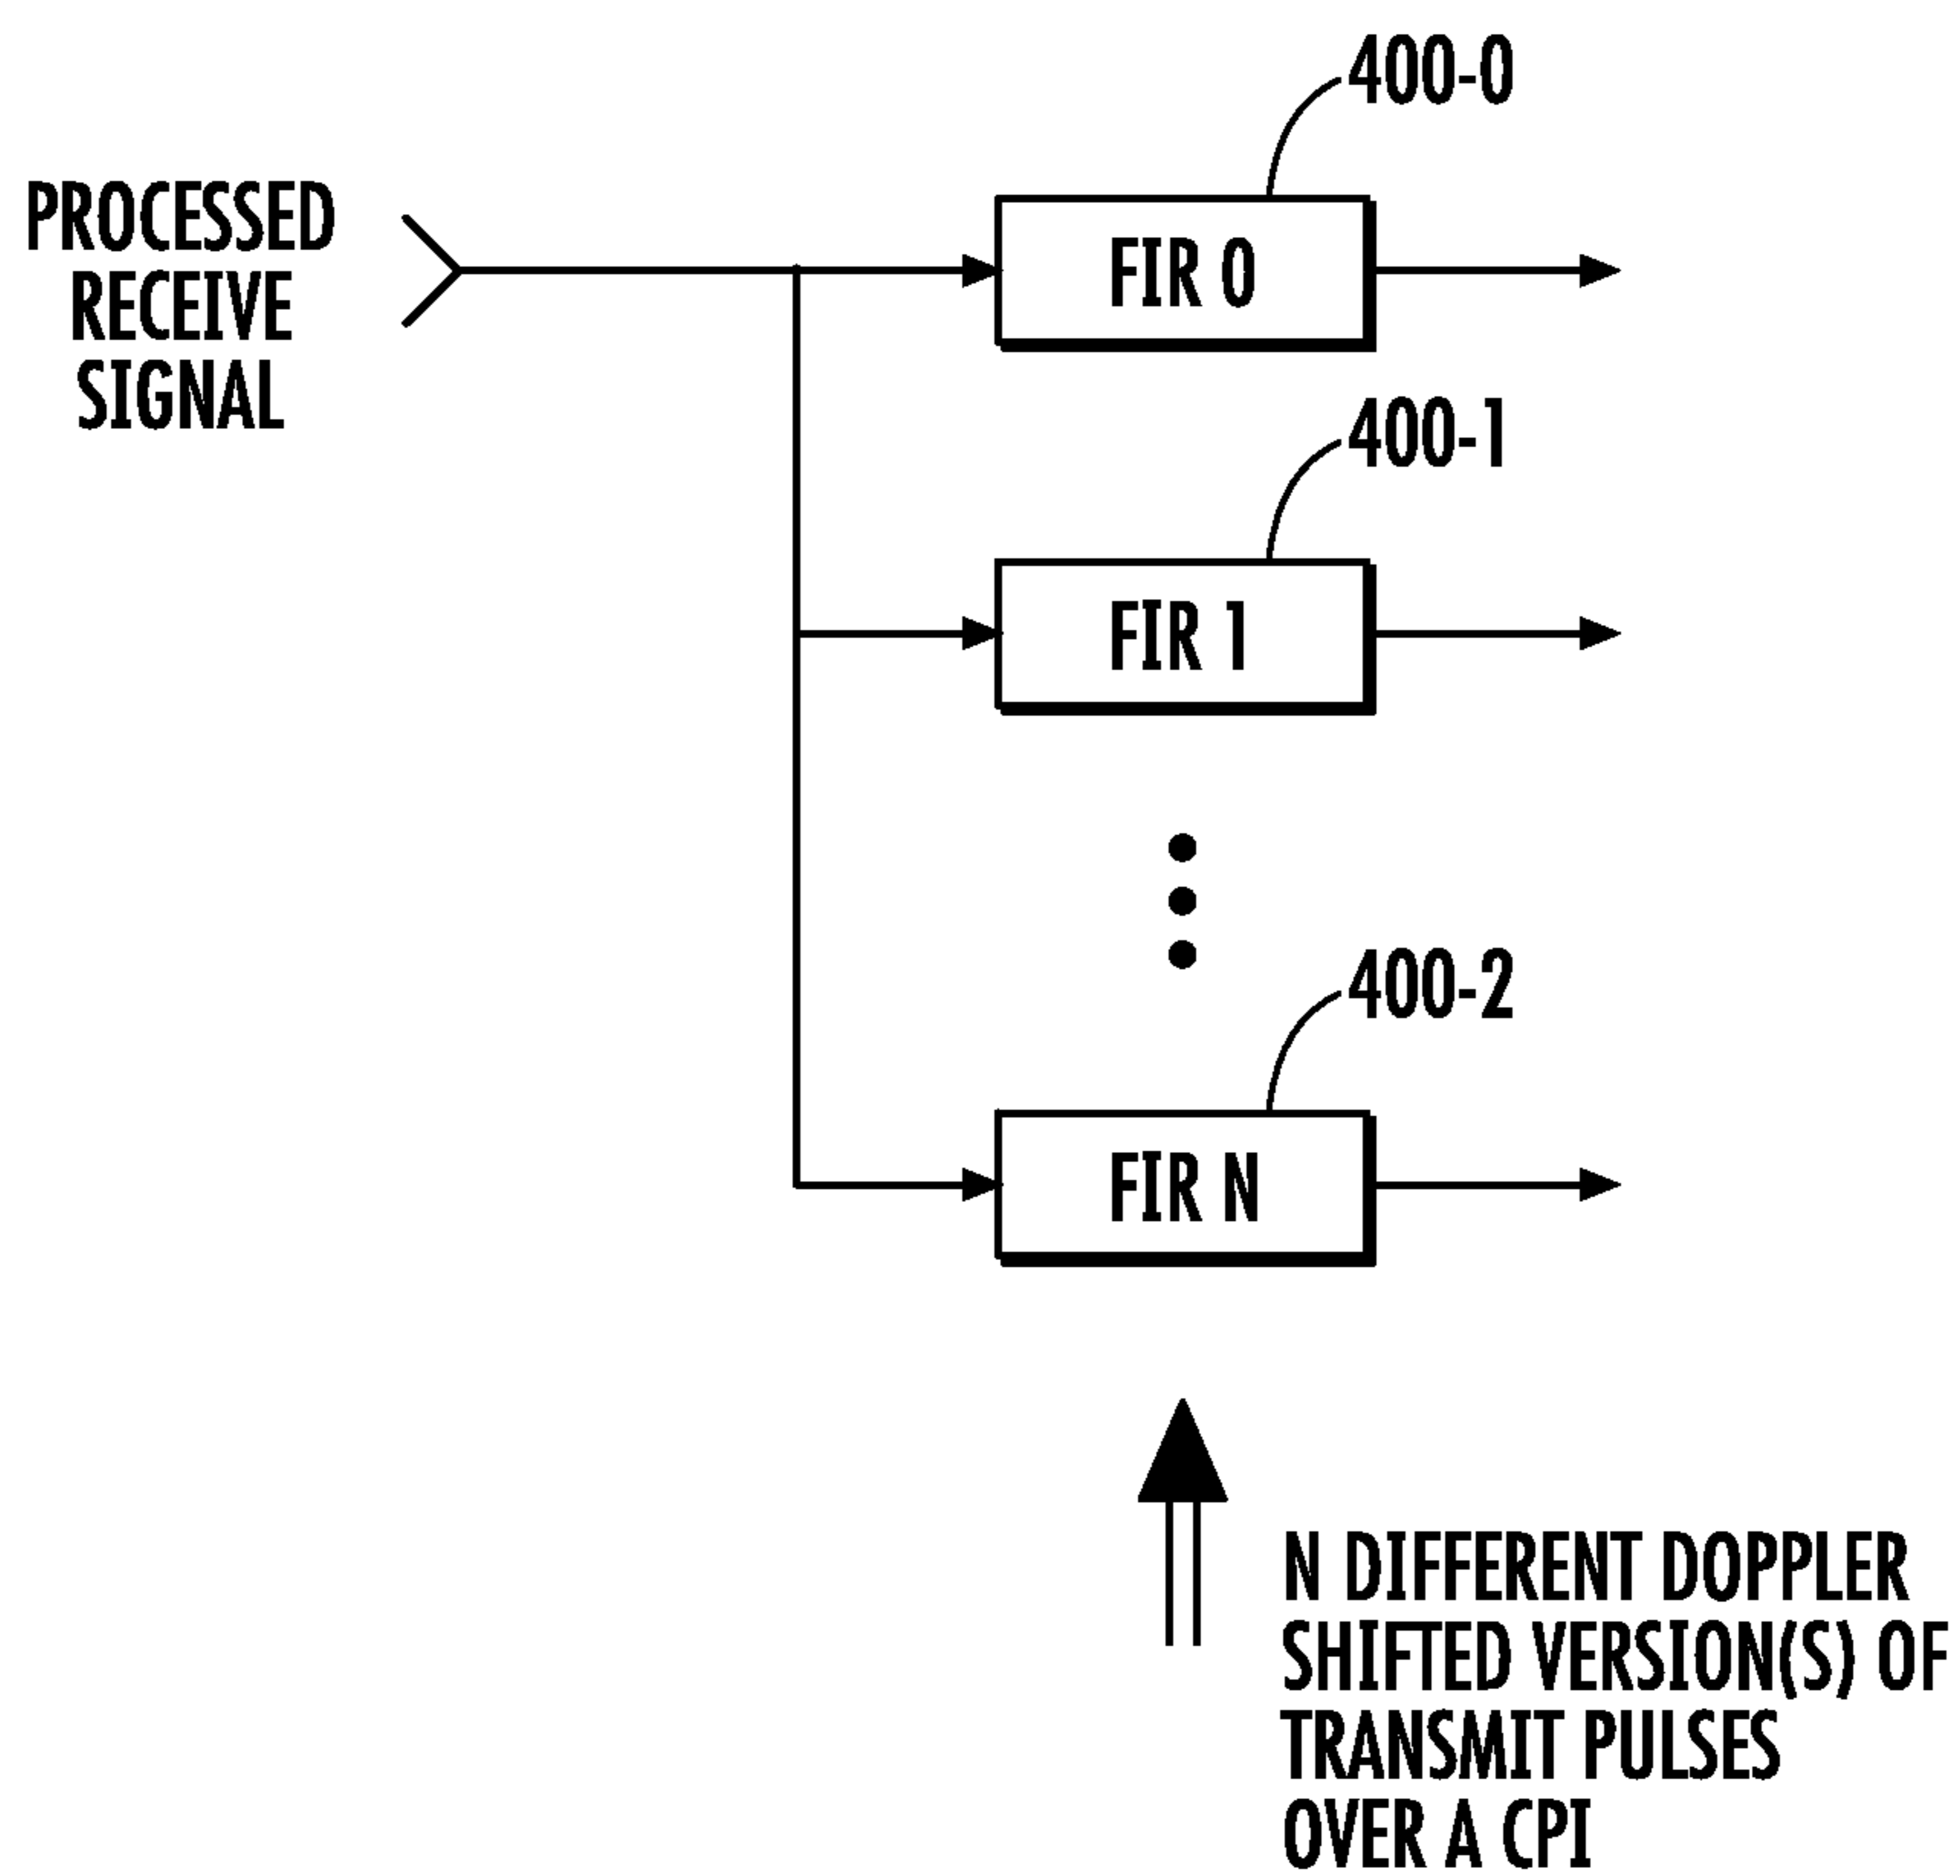 400-0
PROCESSED
RECEIVE
SIGNAL
FIR 0
400-1
FIR 1
400-2
FIR N
N DIFFERENT DOPPLER
SHIFTED VERSION(S) OF
TRANSMIT PULSES
OVER A CPI